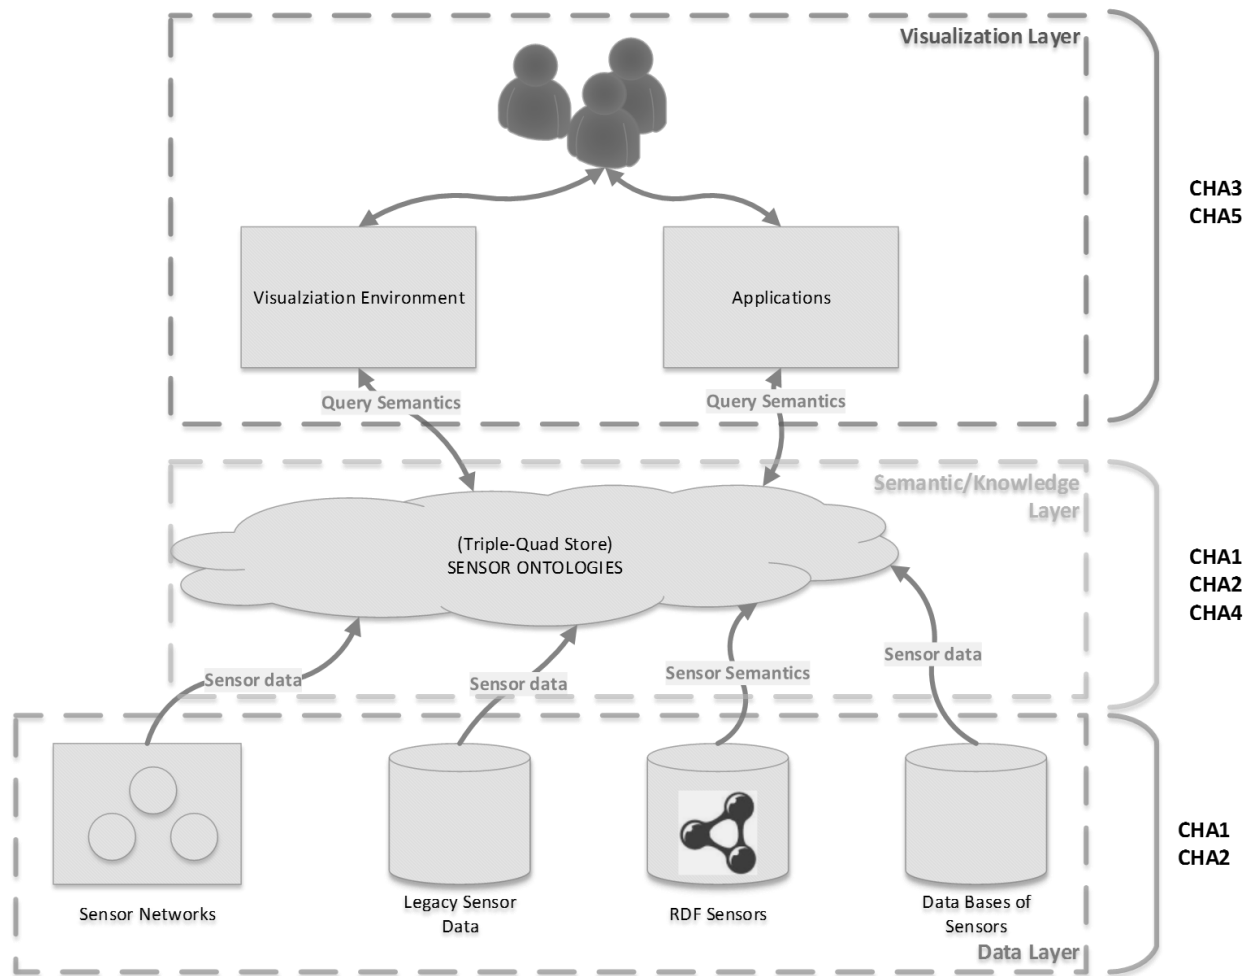 Visualization Layer
CHA3
CHA5
Visualziation Environment
Applications
Query Semantics
Query Semantics
Semantic/Knowledge
Layer
(Triple-Quad Store)
SENSOR ONTOLOGIES
CHA1
CHA2
CHA4
Sensor data
Sensor data
Sensor Semantics
Sensor data
CHA1
CHA2
Sensor Networks
Legacy Sensor
Data
RDF Sensors
Data Bases of
Sensors
Data Layer